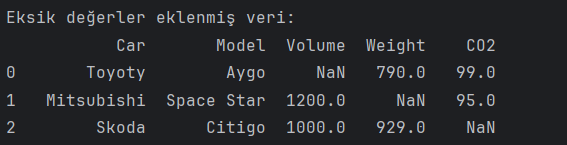 Eksik değerler eklenmiş veri:
Car Model Volume Weight CO2
0 Toyoty Aygo NaN 790.0 99.0
1 Mitsubishi Space Star 1200.0 NaN 95.0
2 Skoda Citigo 1000.0 929.0 NaN